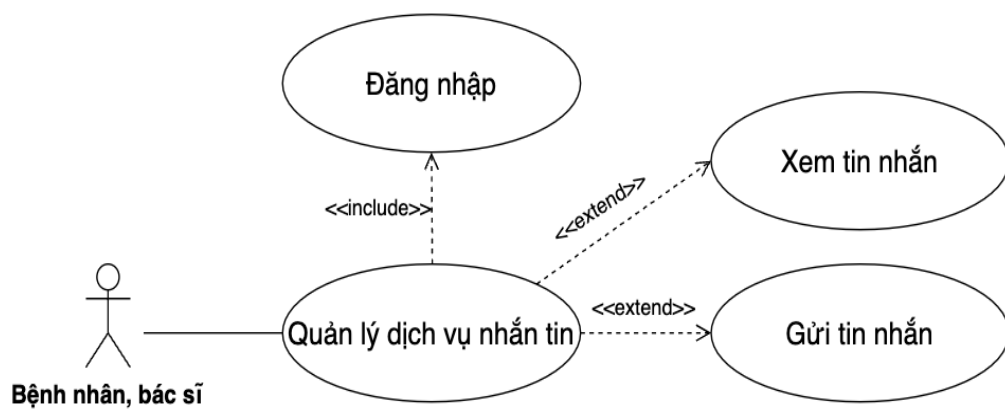 Đăng nhập
Xem tin nhắn
<<include>>
<<extend>>
<<extend>>
Quản lý dịch vụ nhắn tin
Gửi tin nhắn
Bệnh nhân, bác sĩ